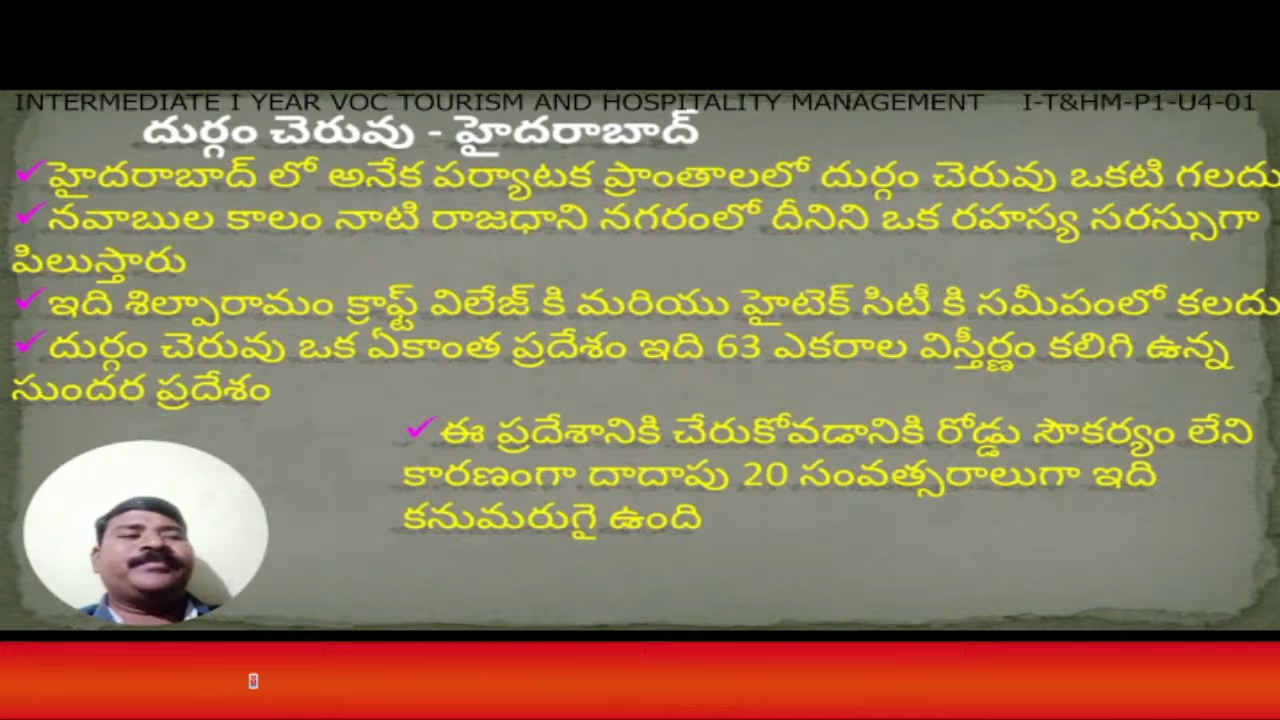 INTERMEDIATE I YEAR VOC TOURISM AND HOSPITALITY MANAGEMENT I-T&HM-P1-U4-01
దుర్గం చెరువు - హైదరాబాద్
✓హైదరాబాద్ లో అనేక పర్యాటక ప్రాంతాలలో దుర్గం చెరువు ఒకటి గలదు
✓నవాబుల కాలం నాటి రాజధాని నగరంలో దీనిని ఒక రహస్య సరస్సుగా
పిలుస్తారు
✓ఇది శిల్పారామం క్రాఫ్ట్ విలేజ్ కి మరియు హైటెక్ సిటీ కి సమీపంలో కలదు
✓దుర్గం చెరువు ఒక ఏకాంత ప్రదేశం ఇది 63 ఎకరాల విస్తీర్ణం కలిగి ఉన్న
సుందర ప్రదేశం
✓ఈ ప్రదేశానికి చేరుకోవడానికి రోడ్డు సౌకర్యం లేని
కారణంగా దాదాపు 20 సంవత్సరాలుగా ఇది
కనుమరుగై ఉంది